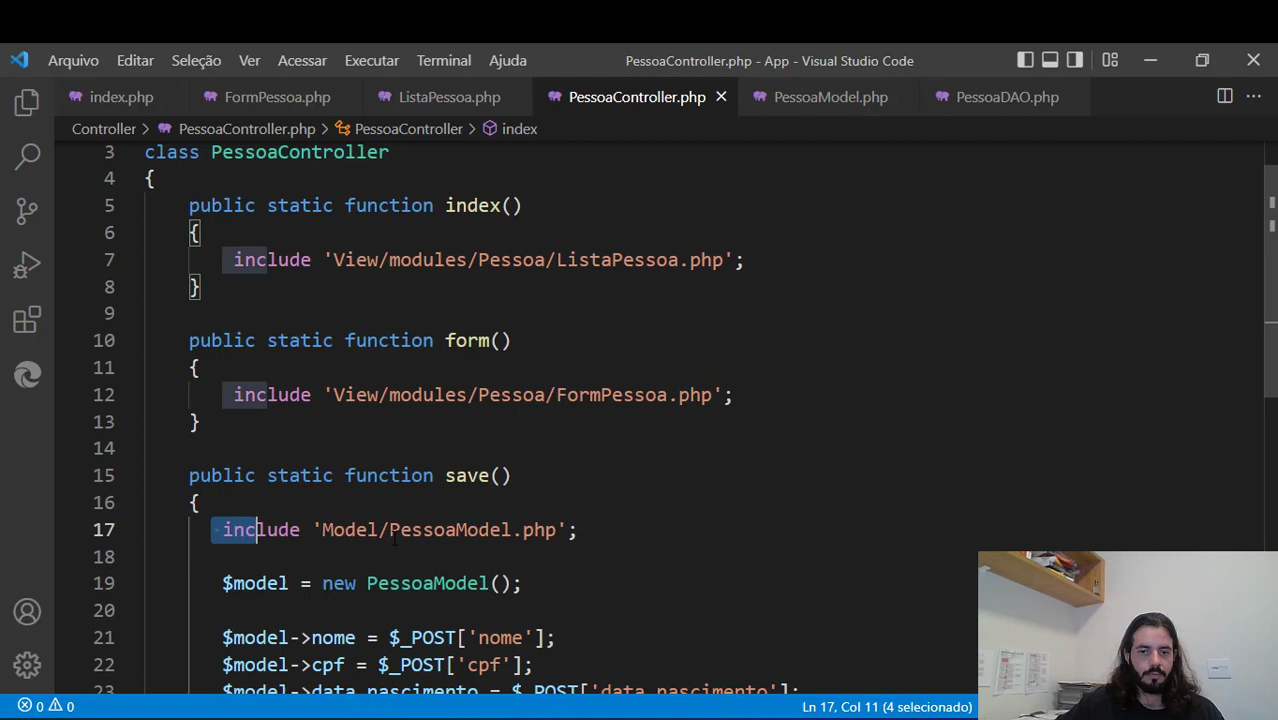 Arquivo Editar Seleção Ver Acessar Executar Terminal Ajuda PessoaController.php - App - Visual Studio Code
index.php FormPessoa.php ListaPessoa.php PessoaController.php PessoaModel.php PessoaDAO.php
Controller > PessoaController.php > PessoaController > index
3 class PessoaController
4 {
5 public static function index()
6 {
7 include 'View/modules/Pessoa/ListaPessoa.php';
8 }
9
10 public static function form()
11 {
12 include 'View/modules/Pessoa/FormPessoa.php';
13 }
14
15 public static function save()
16 {
17 include 'Model/PessoaModel.php';
18
19 $model = new PessoaModel();
20
21 $model->nome = $_POST['nome'];
22 $model->cpf = $_POST['cpf'];
23 $model->data_nascimento = $_POST['data_nascimento'];
0 0 Ln 17, Col 11 (4 selecionado)